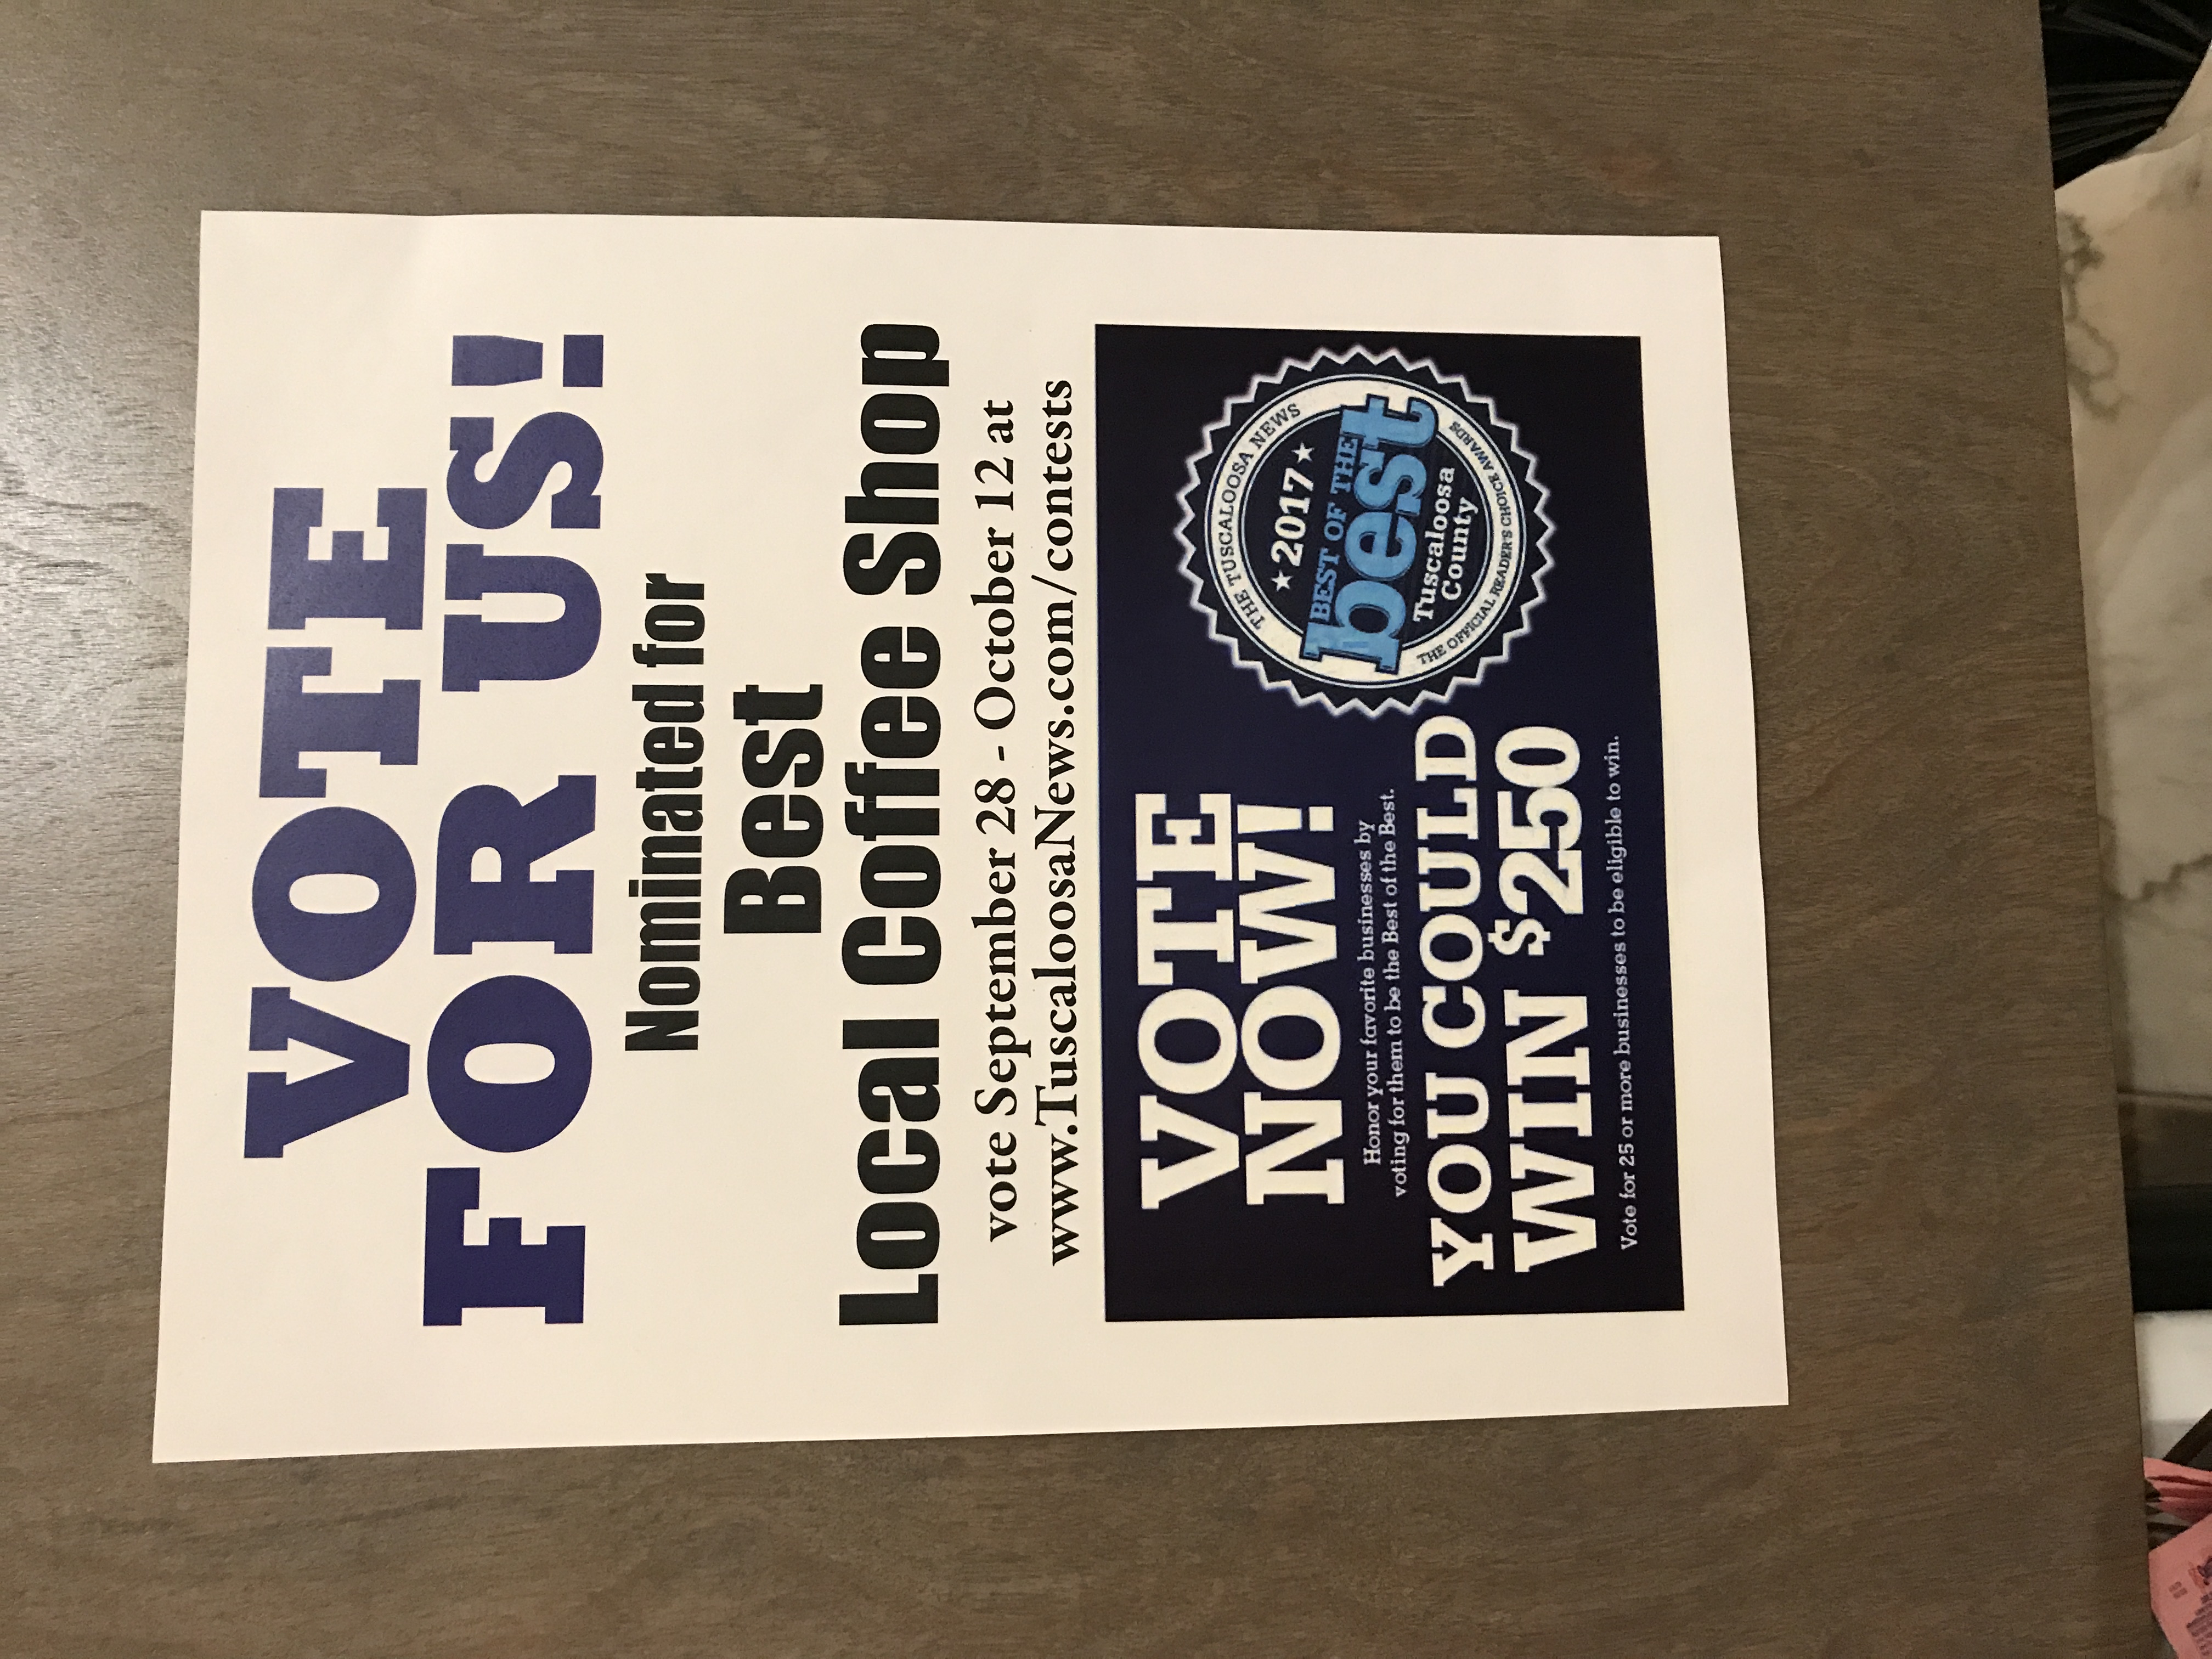 VOTE
FOR US!
Nominated for
Best
Local Coffee Shop
vote September 28 - October 12 at
www.TuscaloosaNews.com/contests
VOTE
NOW!
Honor your favorite businesses by
voting for them to be the Best of the Best.
YOU COULD
WIN $250
Vote for 25 or more businesses to be eligible to win.
THE TUSCALOOSA NEWS
2017
BEST OF THE
best
Tuscaloosa
County
THE OFFICIAL READER'S CHOICE AWARDS